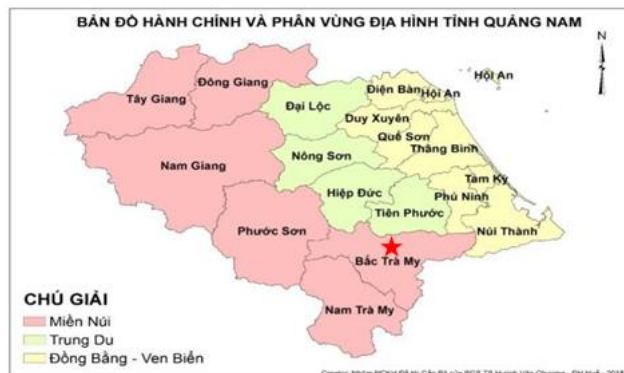 BẢN ĐỒ HÀNH CHÍNH VÀ PHÂN VÙNG ĐỊA HÌNH TỈNH QUẢNG NAM
N
Hội An
Đông Giang
Tây Giang
Điện Bàn
Hội An
Đại Lộc
Duy Xuyên
Quế Sơn
Thăng Bình
Nông Sơn
Nam Giang
Tam Kỳ
Hiệp Đức
Phú Ninh
Tiên Phước
Phước Sơn
Núi Thành
Bắc Trà My
Nam Trà My
CHÚ GIẢI
Miền Núi
Trung Du
Đồng Bằng - Ven Biển